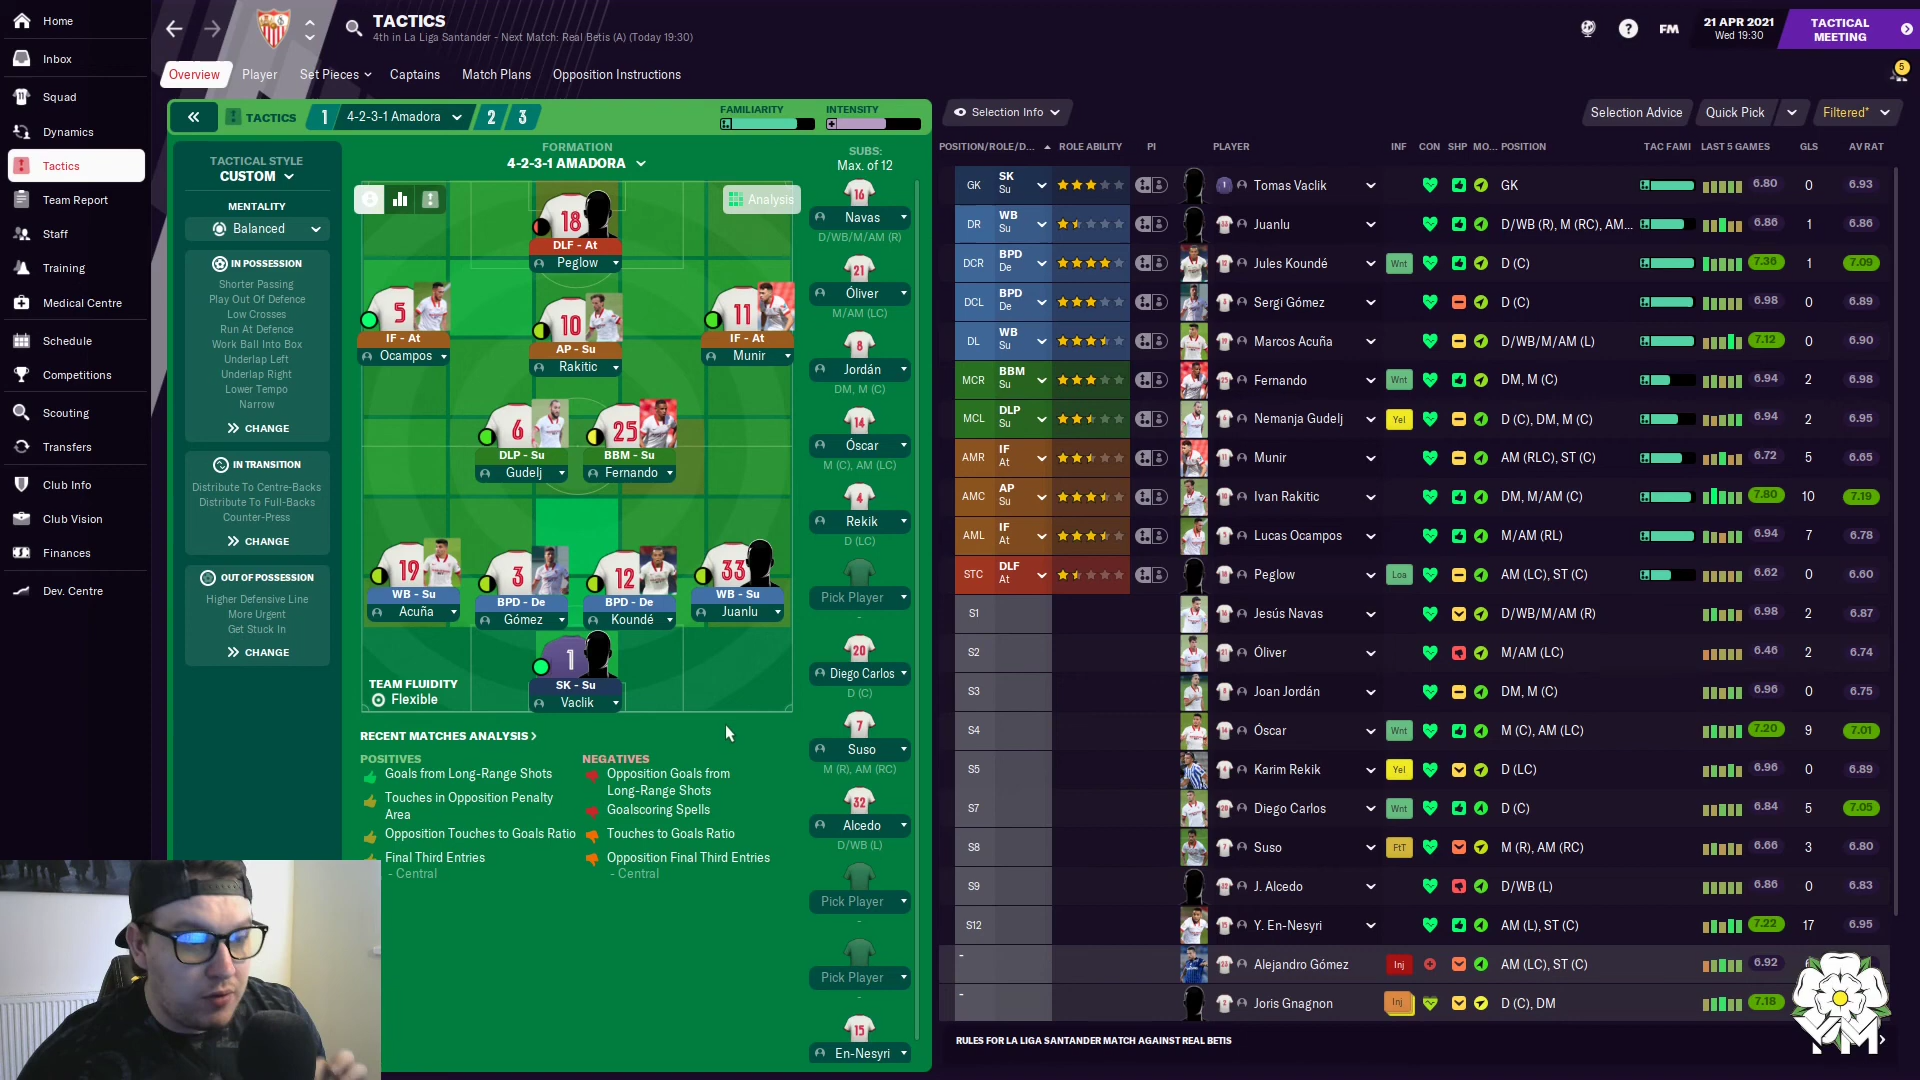 Home
Inbox
Squad
Dynamics
Tactics
Team Report
Staff
Training
Medical Centre
Schedule
Competitions
Scouting
Transfers
Club Info
Club Vision
Finances
Dev. Centre
TACTICS
4th in La Liga Santander - Next Match: Real Betis (A) (Today 19:30)
FM
21 APR 2021
Wed 19:30
TACTICAL MEETING
5
Overview Player Set Pieces Captains Match Plans Opposition Instructions
TACTICS 1 4-2-3-1 Amadora 2 3
FAMILIARITY INTENSITY
TACTICAL STYLE
CUSTOM
MENTALITY
Balanced
IN POSSESSION
Shorter Passing
Play Out Of Defence
Low Crosses
Run At Defence
Work Ball Into Box
Underlap Left
Underlap Right
Lower Tempo
Narrow
CHANGE
IN TRANSITION
Distribute To Centre-Backs
Distribute To Full-Backs
Counter-Press
CHANGE
OUT OF POSSESSION
Higher Defensive Line
More Urgent
Get Stuck In
CHANGE
FORMATION
4-2-3-1 AMADORA
Analysis
18
DLF - At
Peglow
5
IF - At
Ocampos
10
AP - Su
Rakitic
11
IF - At
Munir
6
DLP - Su
Gudelj
25
BBM - Su
Fernando
19
WB - Su
Acuña
3
BPD - De
Gómez
12
BPD - De
Koundé
33
WB - Su
Juanlu
1
SK - Su
Vaclik
TEAM FLUIDITY
Flexible
RECENT MATCHES ANALYSIS >
POSITIVES
Goals from Long-Range Shots
Touches in Opposition Penalty Area
Opposition Touches to Goals Ratio
Final Third Entries
- Central
NEGATIVES
Opposition Goals from Long-Range Shots
Goalscoring Spells
Touches to Goals Ratio
Opposition Final Third Entries
- Central
SUBS:
Max. of 12
16
Navas
D/WB/M/AM (R)
21
Óliver
M/AM (LC)
8
Jordán
DM, M (C)
14
Óscar
M (C), AM (LC)
4
Rekik
D (LC)
Pick Player
-
20
Diego Carlos
D (C)
7
Suso
M (R), AM (RC)
32
Alcedo
D/WB (L)
Pick Player
-
Pick Player
-
15
En-Nesyri
Selection Info
Selection Advice Quick Pick Filtered*
POSITION/ROLE/D... ROLE ABILITY PI PLAYER INF CON SHP MO... POSITION TAC FAMI LAST 5 GAMES GLS AV RAT
GK SK Su 1 Tomas Vaclik GK 6.80 0 6.93
DR WB Su Juanlu D/WB (R), M (RC), AM... 6.86 1 6.86
DCR BPD De Jules Koundé Wnt D (C) 7.36 1 7.09
DCL BPD De Sergi Gómez D (C) 6.98 0 6.89
DL WB Su Marcos Acuña D/WB/M/AM (L) 7.12 0 6.90
MCR BBM Su Fernando Wnt DM, M (C) 6.94 2 6.98
MCL DLP Su Nemanja Gudelj Yel D (C), DM, M (C) 6.94 2 6.95
AMR IF At Munir AM (RLC), ST (C) 6.72 5 6.65
AMC AP Su Ivan Rakitic DM, M/AM (C) 7.80 10 7.19
AML IF At Lucas Ocampos M/AM (RL) 6.94 7 6.78
STC DLF At Peglow Loa AM (LC), ST (C) 6.62 0 6.60
S1 Jesús Navas D/WB/M/AM (R) 6.98 2 6.87
S2 Óliver M/AM (LC) 6.46 2 6.74
S3 Joan Jordán DM, M (C) 6.96 0 6.75
S4 Óscar Wnt M (C), AM (LC) 7.20 9 7.01
S5 Karim Rekik Yel D (LC) 6.96 0 6.89
S7 Diego Carlos Wnt D (C) 6.84 5 7.05
S8 Suso FtT M (R), AM (RC) 6.66 3 6.80
S9 J. Alcedo D/WB (L) 6.86 0 6.83
S12 Y. En-Nesyri AM (L), ST (C) 7.22 17 6.95
- Alejandro Gómez Inj AM (LC), ST (C) 6.92
- Joris Gnagnon Inj D (C), DM 7.18
RULES FOR LA LIGA SANTANDER MATCH AGAINST REAL BETIS